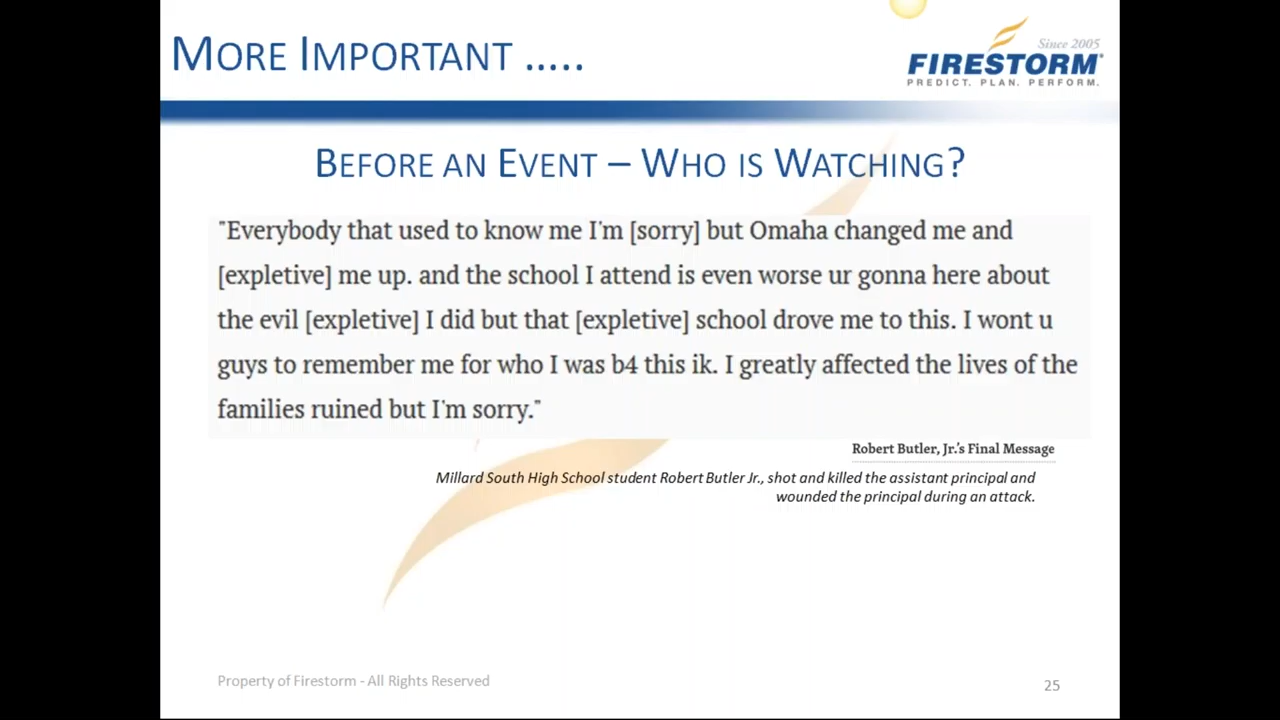 MORE IMPORTANT .....
Since 2005
FIRESTORM®
PREDICT. PLAN. PERFORM.
BEFORE AN EVENT – WHO IS WATCHING?
"Everybody that used to know me I'm [sorry] but Omaha changed me and
[expletive] me up. and the school I attend is even worse ur gonna here about
the evil [expletive] I did but that [expletive] school drove me to this. I wont u
guys to remember me for who I was b4 this ik. I greatly affected the lives of the
families ruined but I'm sorry."
Robert Butler, Jr.'s Final Message
Millard South High School student Robert Butler Jr., shot and killed the assistant principal and
wounded the principal during an attack.
Property of Firestorm - All Rights Reserved
25